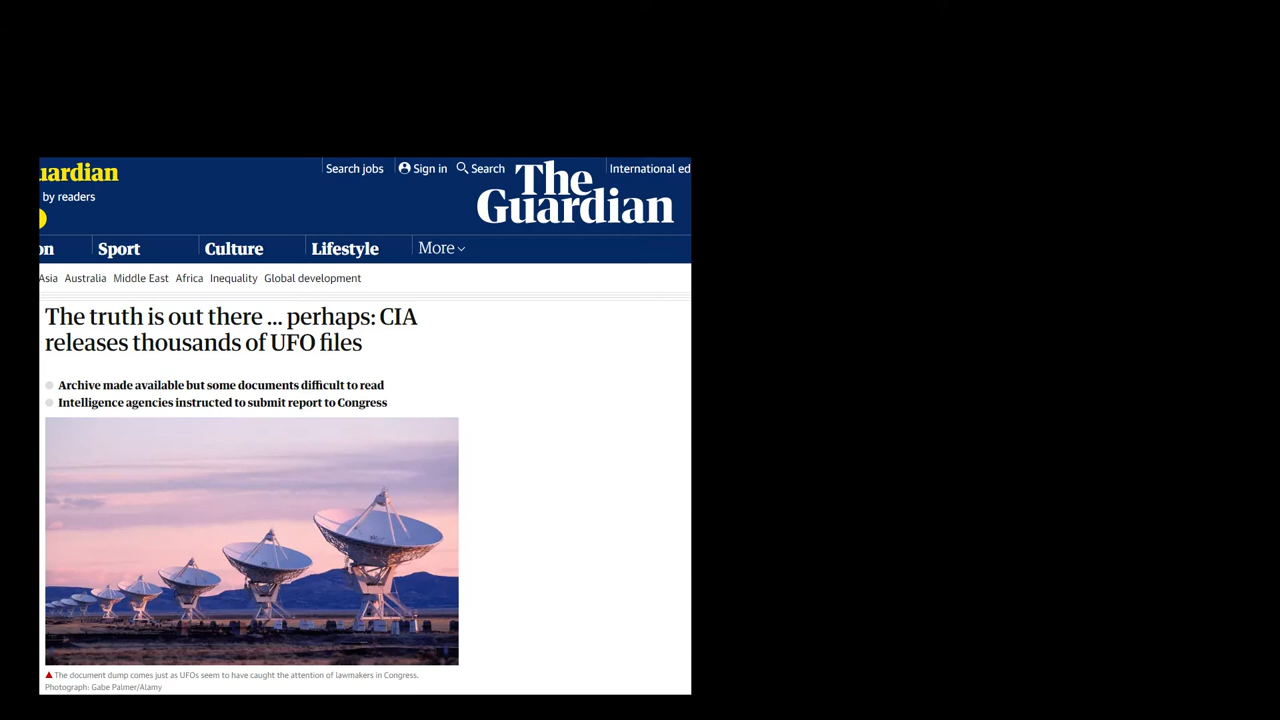 uardian
by readers
Search jobs
Sign in
Search
International ed
The
Guardian
on
Sport
Culture
Lifestyle
More
Asia Australia Middle East Africa Inequality Global development
The truth is out there ... perhaps: CIA
releases thousands of UFO files
Archive made available but some documents difficult to read
Intelligence agencies instructed to submit report to Congress
The document dump comes just as UFOs seem to have caught the attention of lawmakers in Congress.
Photograph: Gabe Palmer/Alamy